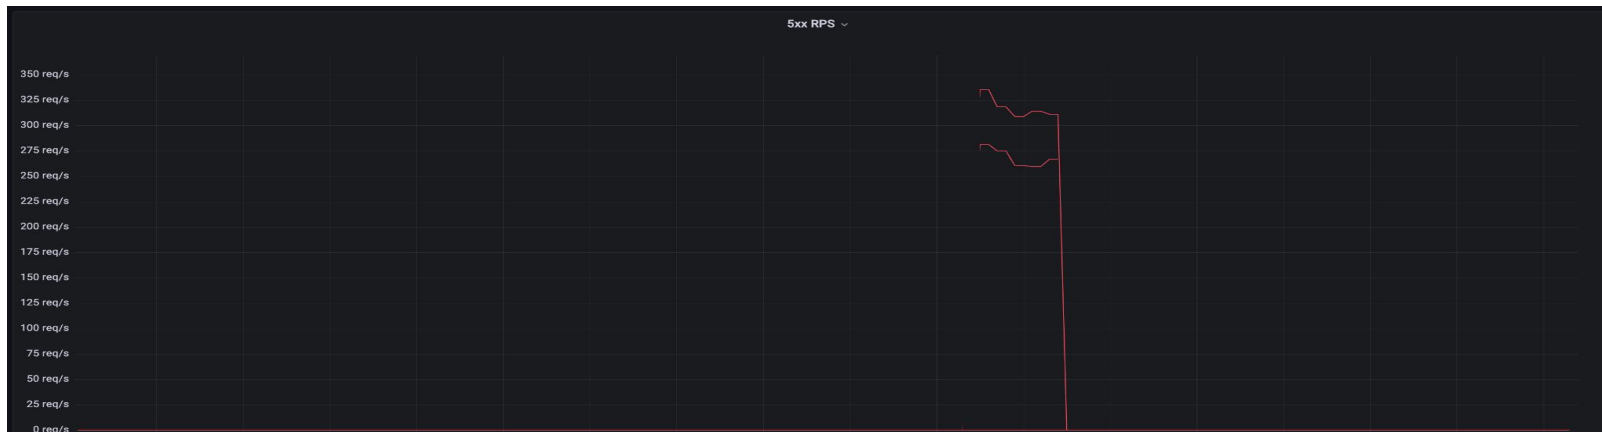 5xx RPS
350 req/s
325 req/s
300 req/s
275 req/s
250 req/s
225 req/s
200 req/s
175 req/s
150 req/s
125 req/s
100 req/s
75 req/s
50 req/s
25 req/s
0 req/s